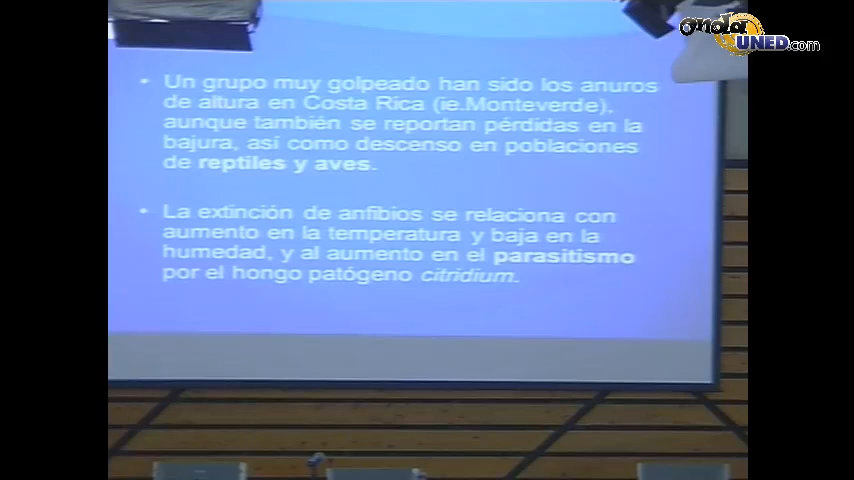 onda
UNED.com
• Un grupo muy golpeado han sido los anuros
de altura en Costa Rica (ie.Monteverde),
aunque también se reportan pérdidas en la
bajura, así como descenso en poblaciones
de reptiles y aves.
• La extinción de anfibios se relaciona con
aumento en la temperatura y baja en la
humedad, y al aumento en el parasitismo
por el hongo patógeno citridium.